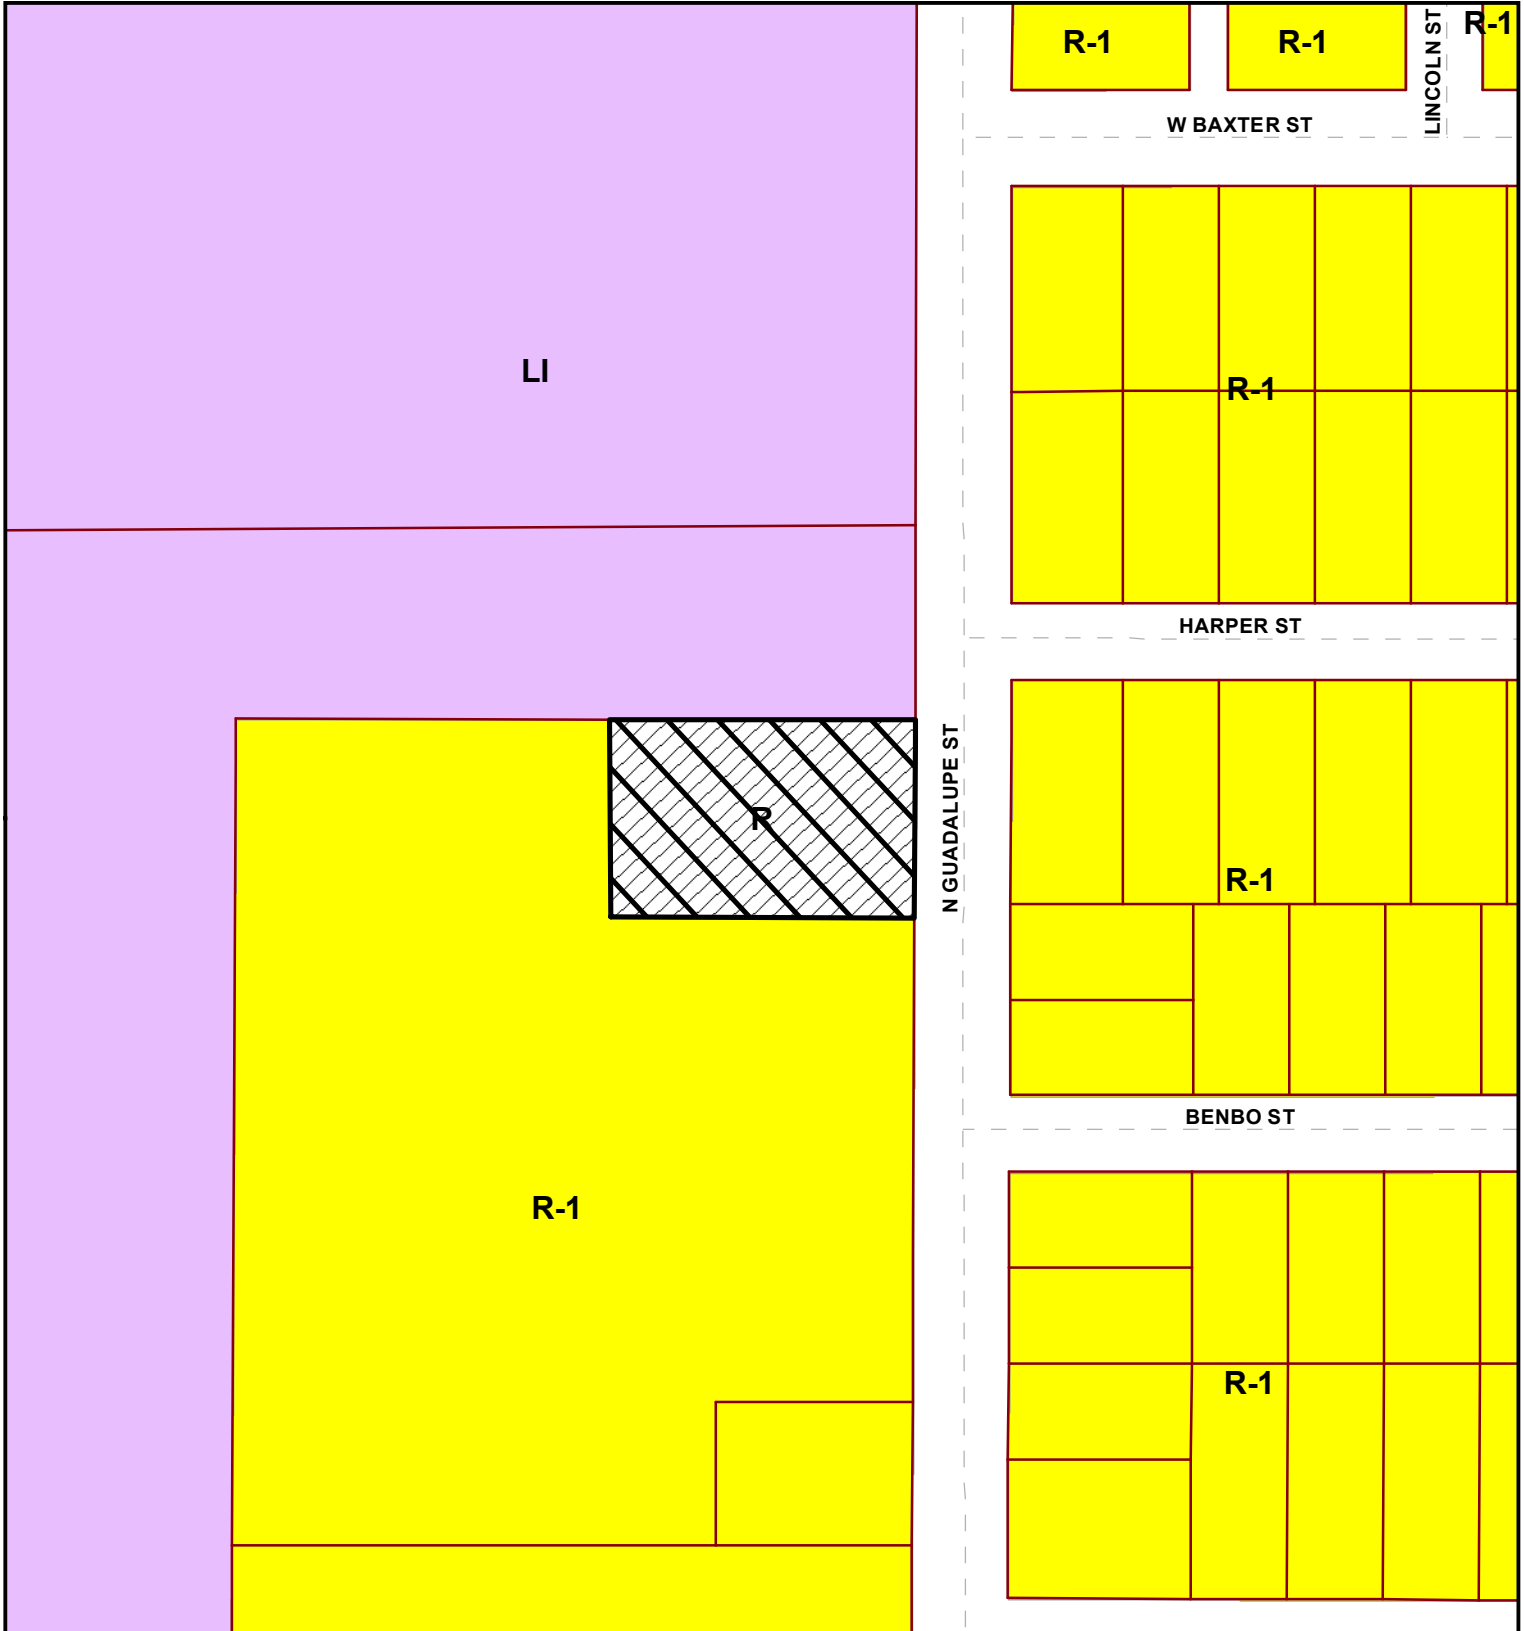 R-1
R-1
R-1
LINCOLN ST
W BAXTER ST
LI
R-1
HARPER ST
N GUADALUPE ST
P
R-1
BENBO ST
R-1
R-1